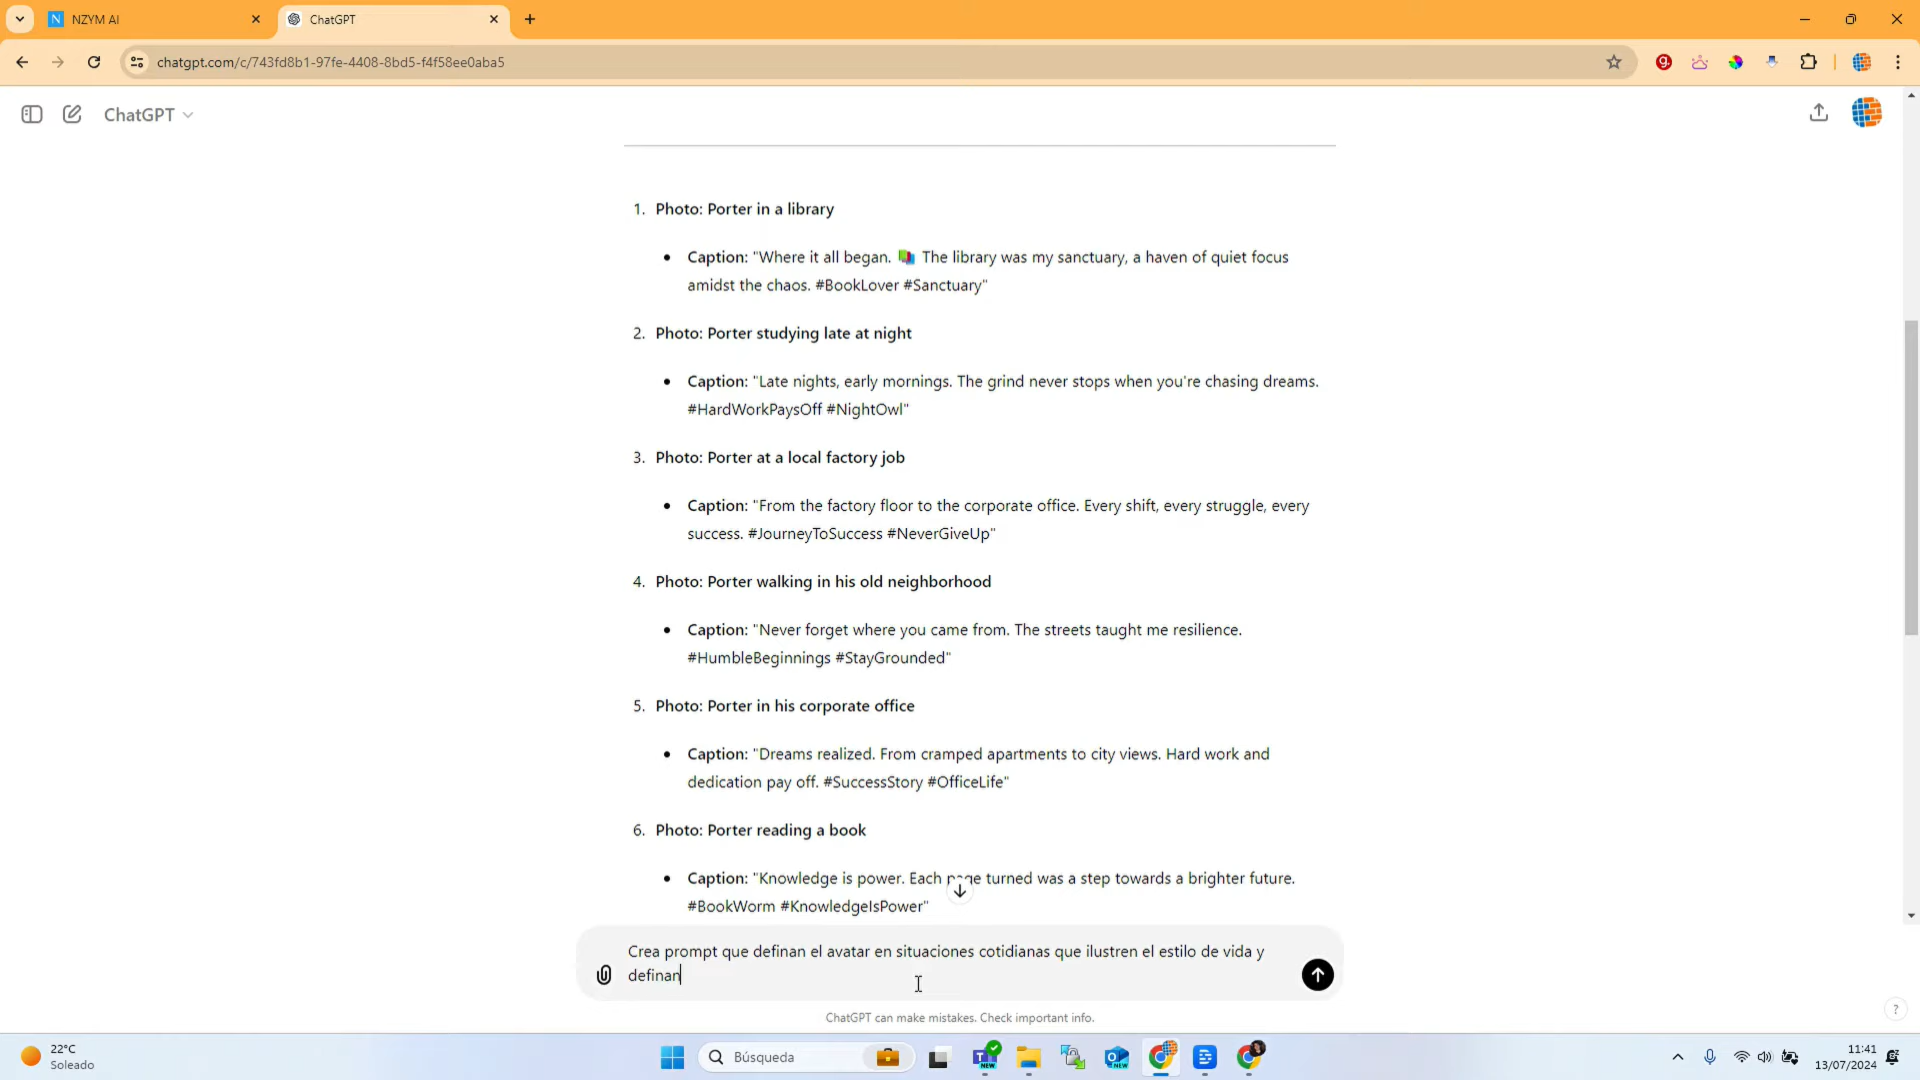 NZYM AI
ChatGPT
chatgpt.com/c/743fd8b1-97fe-4408-8bd5-f4f58ee0aba5
ChatGPT
1. Photo: Porter in a library
Caption: "Where it all began. 📚 The library was my sanctuary, a haven of quiet focus
amidst the chaos. #BookLover #Sanctuary"
2. Photo: Porter studying late at night
Caption: "Late nights, early mornings. The grind never stops when you're chasing dreams.
#HardWorkPaysOff #NightOwl"
3. Photo: Porter at a local factory job
Caption: "From the factory floor to the corporate office. Every shift, every struggle, every
success. #JourneyToSuccess #NeverGiveUp"
4. Photo: Porter walking in his old neighborhood
Caption: "Never forget where you came from. The streets taught me resilience.
#HumbleBeginnings #StayGrounded"
5. Photo: Porter in his corporate office
Caption: "Dreams realized. From cramped apartments to city views. Hard work and
dedication pay off. #SuccessStory #OfficeLife"
6. Photo: Porter reading a book
Caption: "Knowledge is power. Each page turned was a step towards a brighter future.
#BookWorm #KnowledgeIsPower"
Crea prompt que definan el avatar en situaciones cotidianas que ilustren el estilo de vida y
definan
ChatGPT can make mistakes. Check important info.
?
22°C
Soleado
Búsqueda
NEW
NEW
11:41
13/07/2024